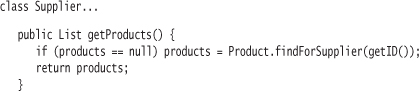 class Supplier...
public List getProducts() {
if (products == null) products = Product.findForSupplier(getID());
return products;
}